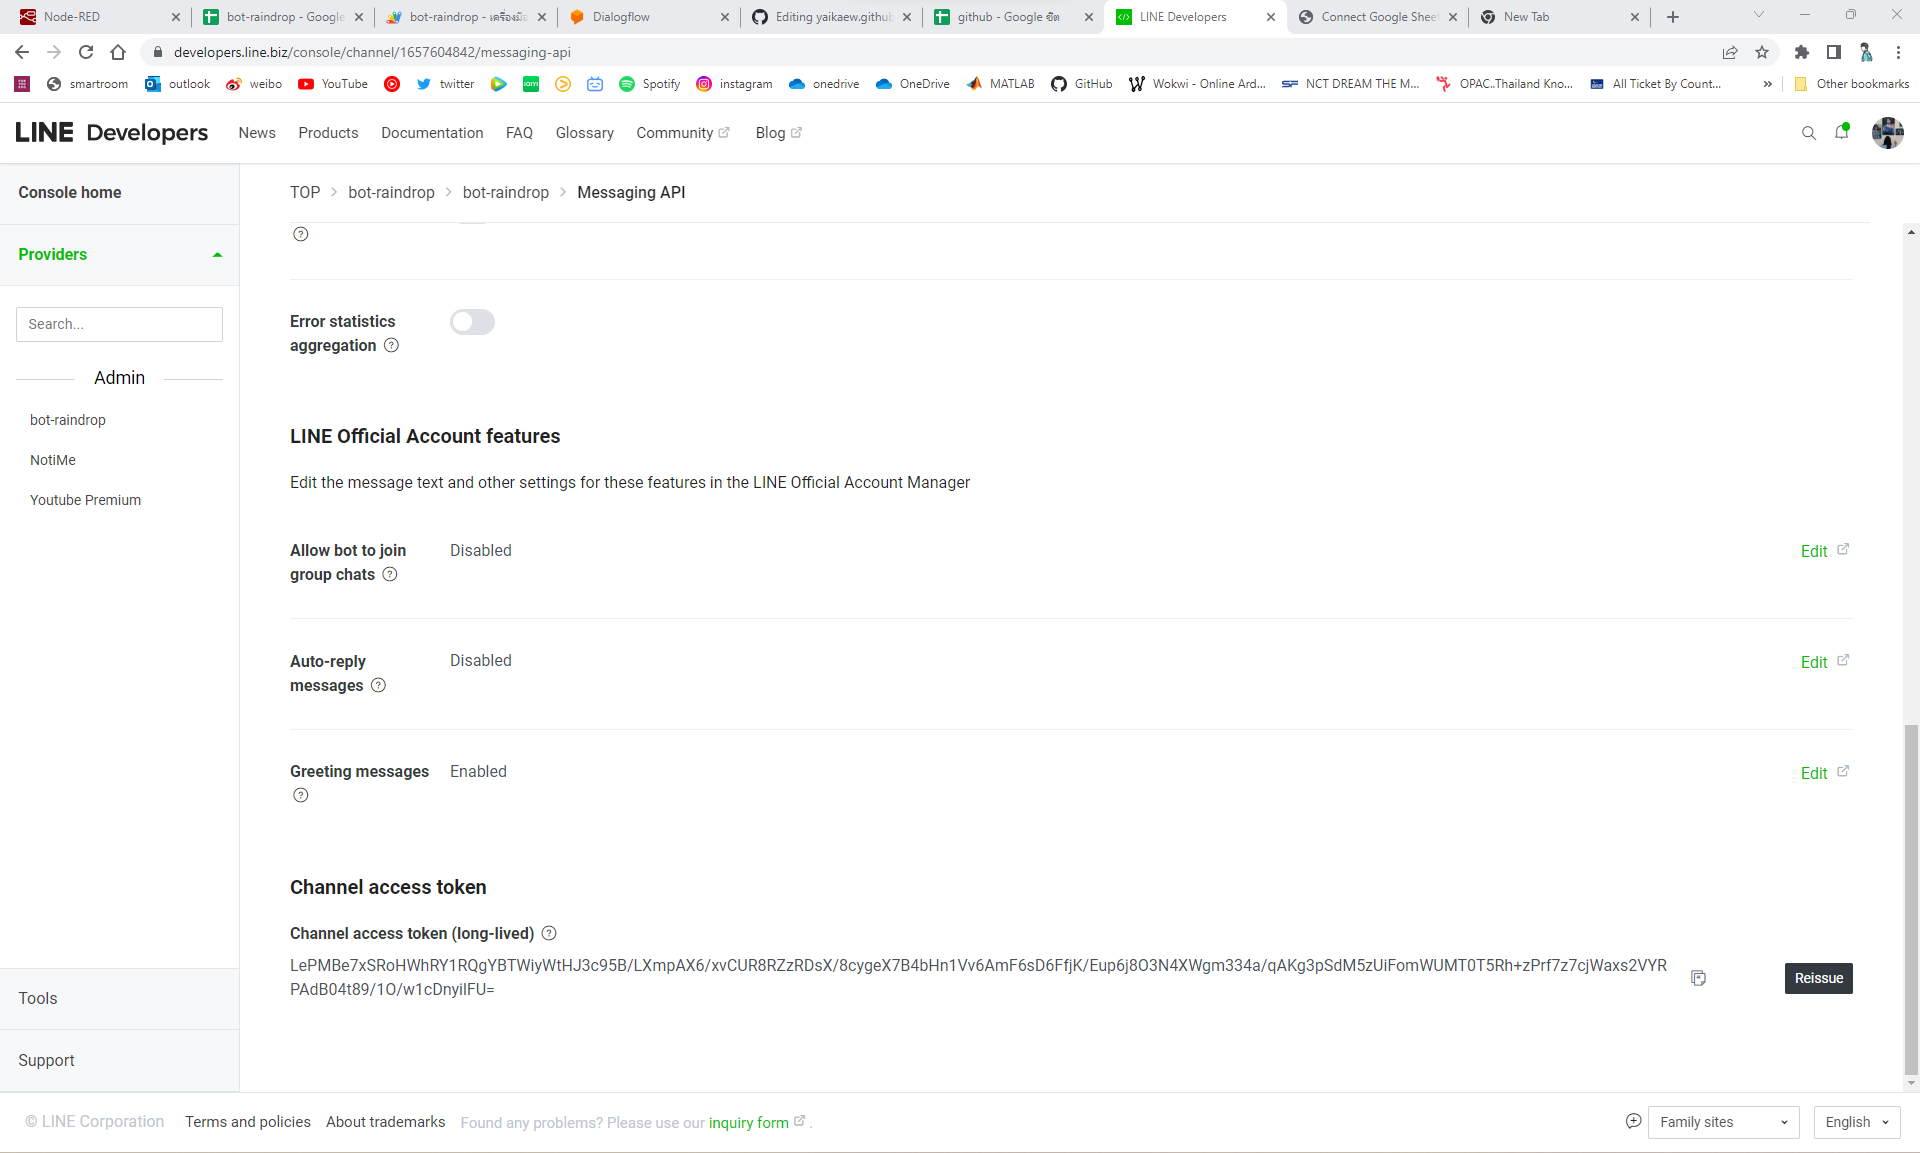 Node-RED
bot-raindrop - Google
bot-raindrop - เครื่องมือ
Dialogflow
Editing yaikaew.github
github - Google ชีต
LINE Developers
Connect Google Sheet
New Tab
developers.line.biz/console/channel/1657604842/messaging-api
smartroom
outlook
weibo
YouTube
twitter
Spotify
instagram
onedrive
OneDrive
MATLAB
GitHub
Wokwi - Online Ard...
NCT DREAM THE M...
OPAC..Thailand Kno...
All Ticket By Count...
»
Other bookmarks
LINE Developers
News
Products
Documentation
FAQ
Glossary
Community
Blog
Console home
Providers
Search...
Admin
bot-raindrop
NotiMe
Youtube Premium
Tools
Support
TOP > bot-raindrop > bot-raindrop > Messaging API
Error statistics
aggregation
LINE Official Account features
Edit the message text and other settings for these features in the LINE Official Account Manager
Allow bot to join
group chats
Disabled
Edit
Auto-reply
messages
Disabled
Edit
Greeting messages
Enabled
Edit
Channel access token
Channel access token (long-lived)
LePMBe7xSRoHWhRY1RQgYBTWiyWtHJ3c95B/LXmpAX6/xvCUR8RZzRDsX/8cygeX7B4bHn1Vv6AmF6sD6FfjK/Eup6j8O3N4XWgm334a/qAKg3pSdM5zUiFomWUMT0T5Rh+zPrf7z7cjWaxs2VYR
PAdB04t89/1O/w1cDnyilFU=
Reissue
© LINE Corporation
Terms and policies
About trademarks
Found any problems? Please use our inquiry form .
Family sites
English